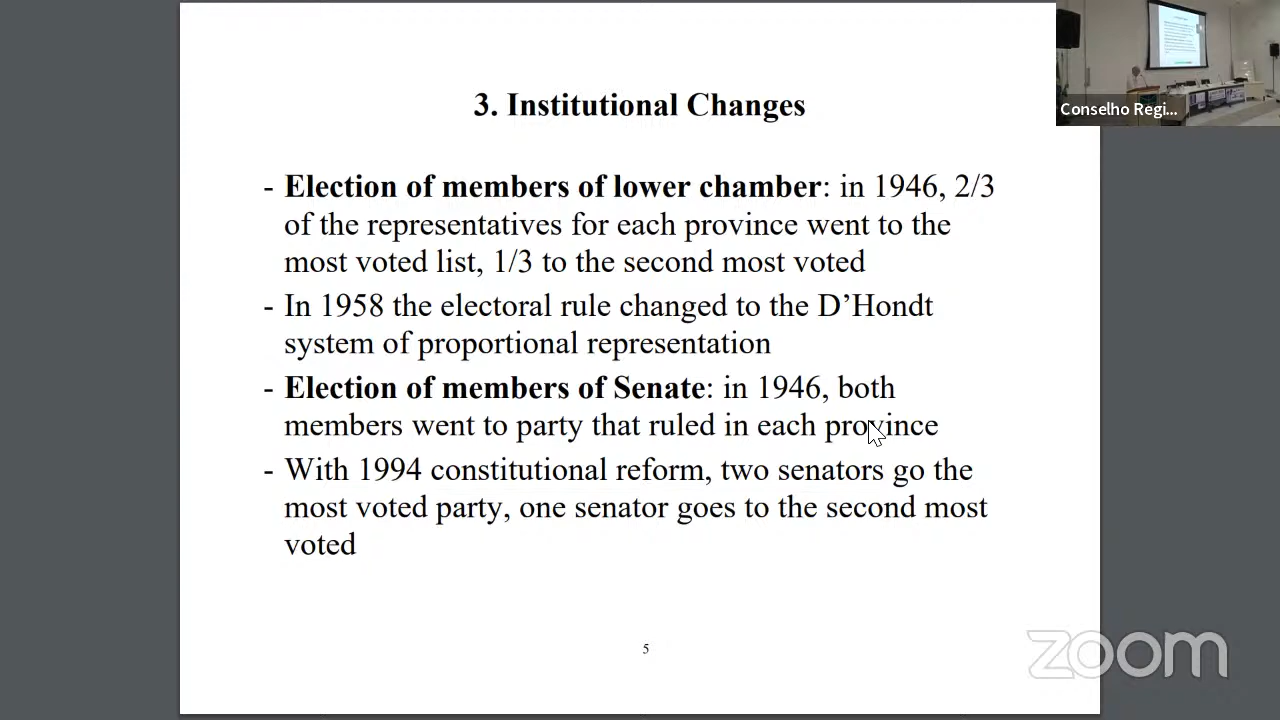 3. Institutional Changes
- Election of members of lower chamber: in 1946, 2/3
of the representatives for each province went to the
most voted list, 1/3 to the second most voted
- In 1958 the electoral rule changed to the D’Hondt
system of proportional representation
- Election of members of Senate: in 1946, both
members went to party that ruled in each province
- With 1994 constitutional reform, two senators go the
most voted party, one senator goes to the second most
voted
5
Conselho Regi...
zoom